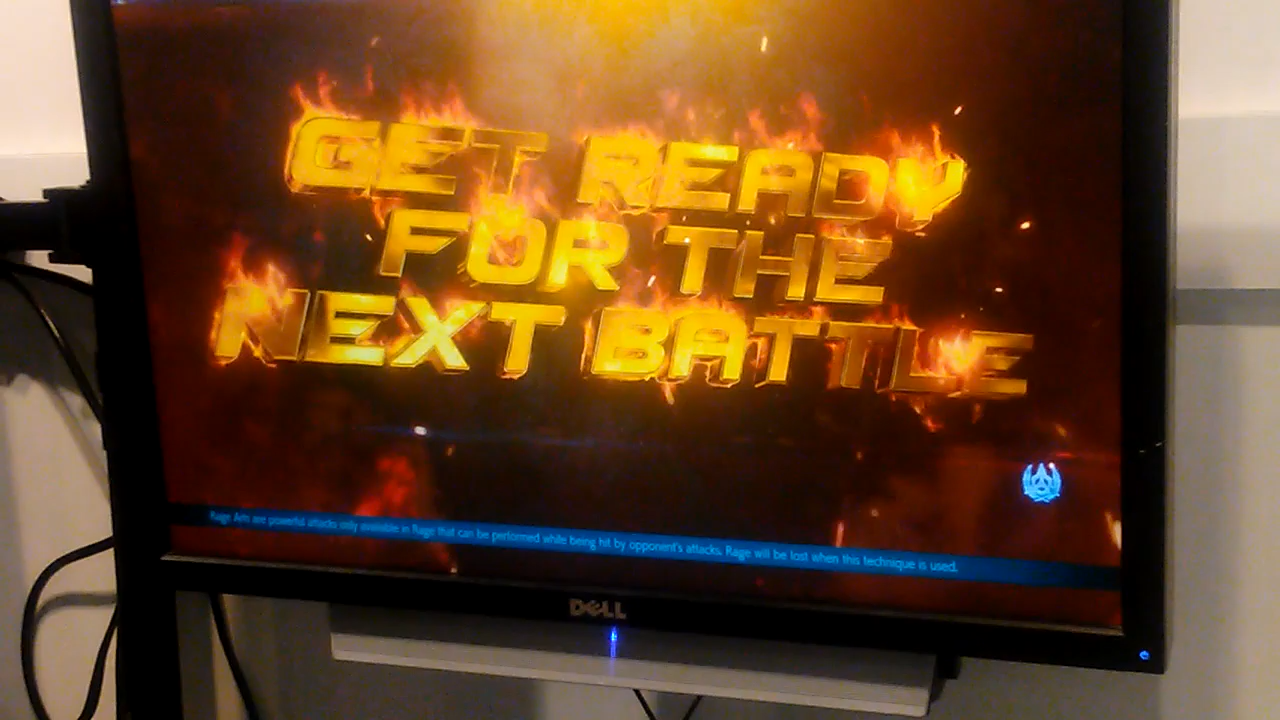 GET READY
FOR THE
NEXT BATTLE
Rage Arts are powerful attacks only available in Rage that can be performed while being hit by opponent's attacks. Rage will be lost when this technique is used.
DELL